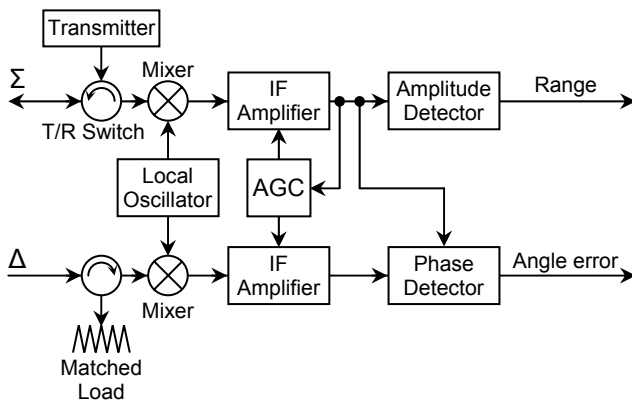 Transmitter
Σ
Mixer
IF
Amplifier
Amplitude
Detector
Range
T/R Switch
Local
Oscillator
AGC
Δ
IF
Amplifier
Phase
Detector
Angle error
Mixer
Matched
Load